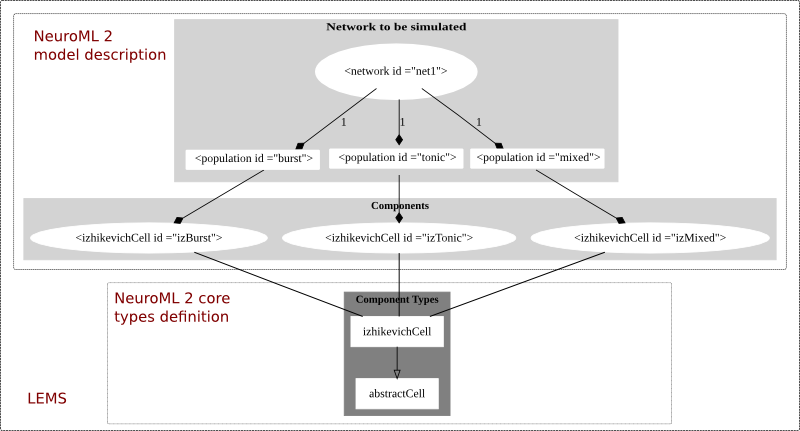 Network to be simulated
NeuroML 2
model description
<network id ="net1">
1
1
1
<population id ="burst">
<population id ="tonic">
<population id ="mixed">
Components
<izhikevichCell id ="izBurst">
<izhikevichCell id ="izTonic">
<izhikevichCell id ="izMixed">
NeuroML 2 core
types definition
Component Types
izhikevichCell
abstractCell
LEMS